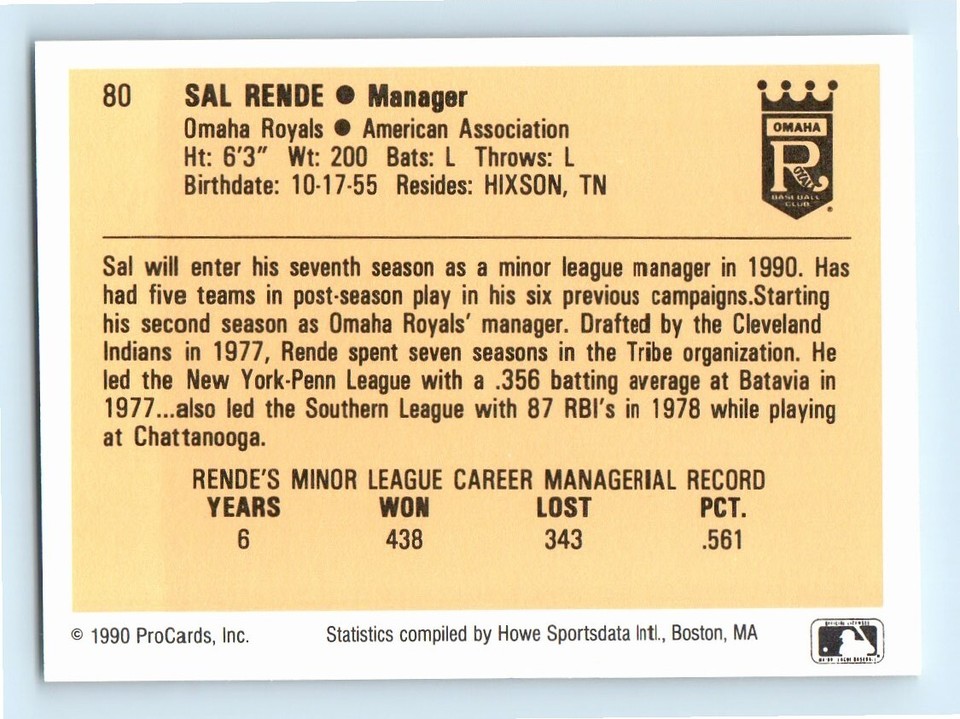 80 SAL RENDE ● Manager
Omaha Royals ● American Association
Ht: 6'3" Wt: 200 Bats: L Throws: L
Birthdate: 10-17-55 Resides: HIXSON, TN
OMAHA
R
ROYALS
BASEBALL
CLUB
Sal will enter his seventh season as a minor league manager in 1990. Has
had five teams in post-season play in his six previous campaigns.Starting
his second season as Omaha Royals' manager. Drafted by the Cleveland
Indians in 1977, Rende spent seven seasons in the Tribe organization. He
led the New York-Penn League with a .356 batting average at Batavia in
1977...also led the Southern League with 87 RBI's in 1978 while playing
at Chattanooga.
RENDE'S MINOR LEAGUE CAREER MANAGERIAL RECORD
YEARS WON LOST PCT.
6 438 343 .561
© 1990 ProCards, Inc. Statistics compiled by Howe Sportsdata Intl., Boston, MA
OFFICIAL LICENSEE
MAJOR LEAGUE BASEBALL